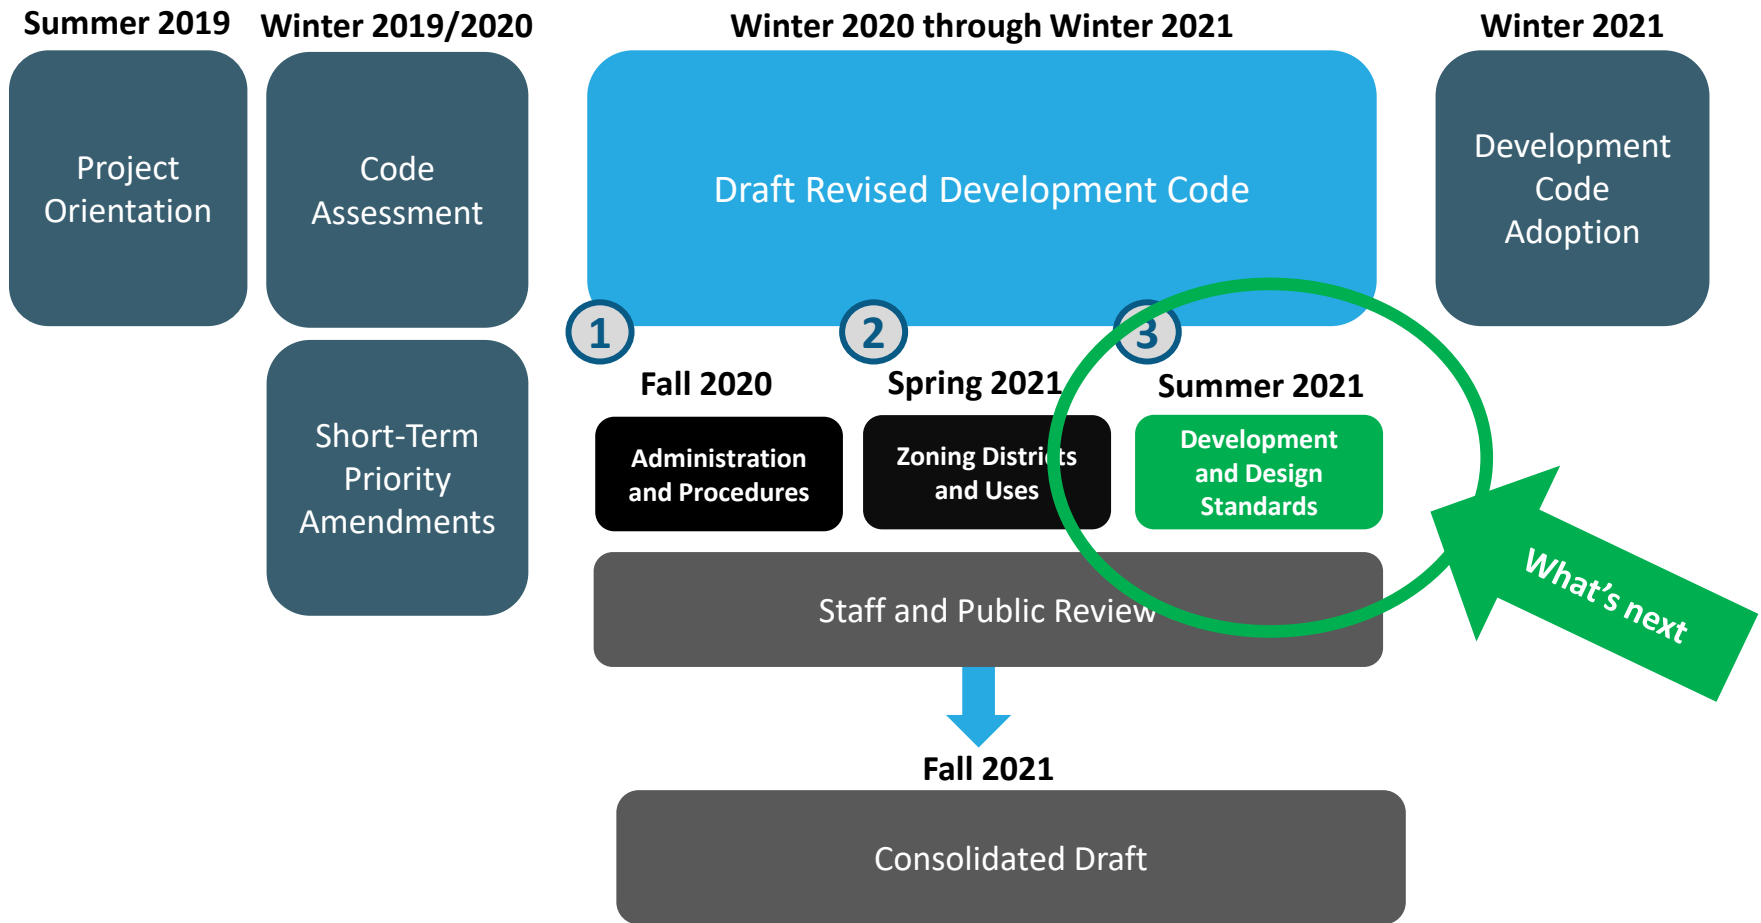 Summer 2019
Winter 2019/2020
Winter 2020 through Winter 2021
Winter 2021
Project
Orientation
Code
Assessment
Draft Revised Development Code
Development
Code
Adoption
Short-Term
Priority
Amendments
1
2
3
Fall 2020
Spring 2021
Summer 2021
Administration
and Procedures
Zoning Districts
and Uses
Development
and Design
Standards
What's next
Staff and Public Review
Fall 2021
Consolidated Draft